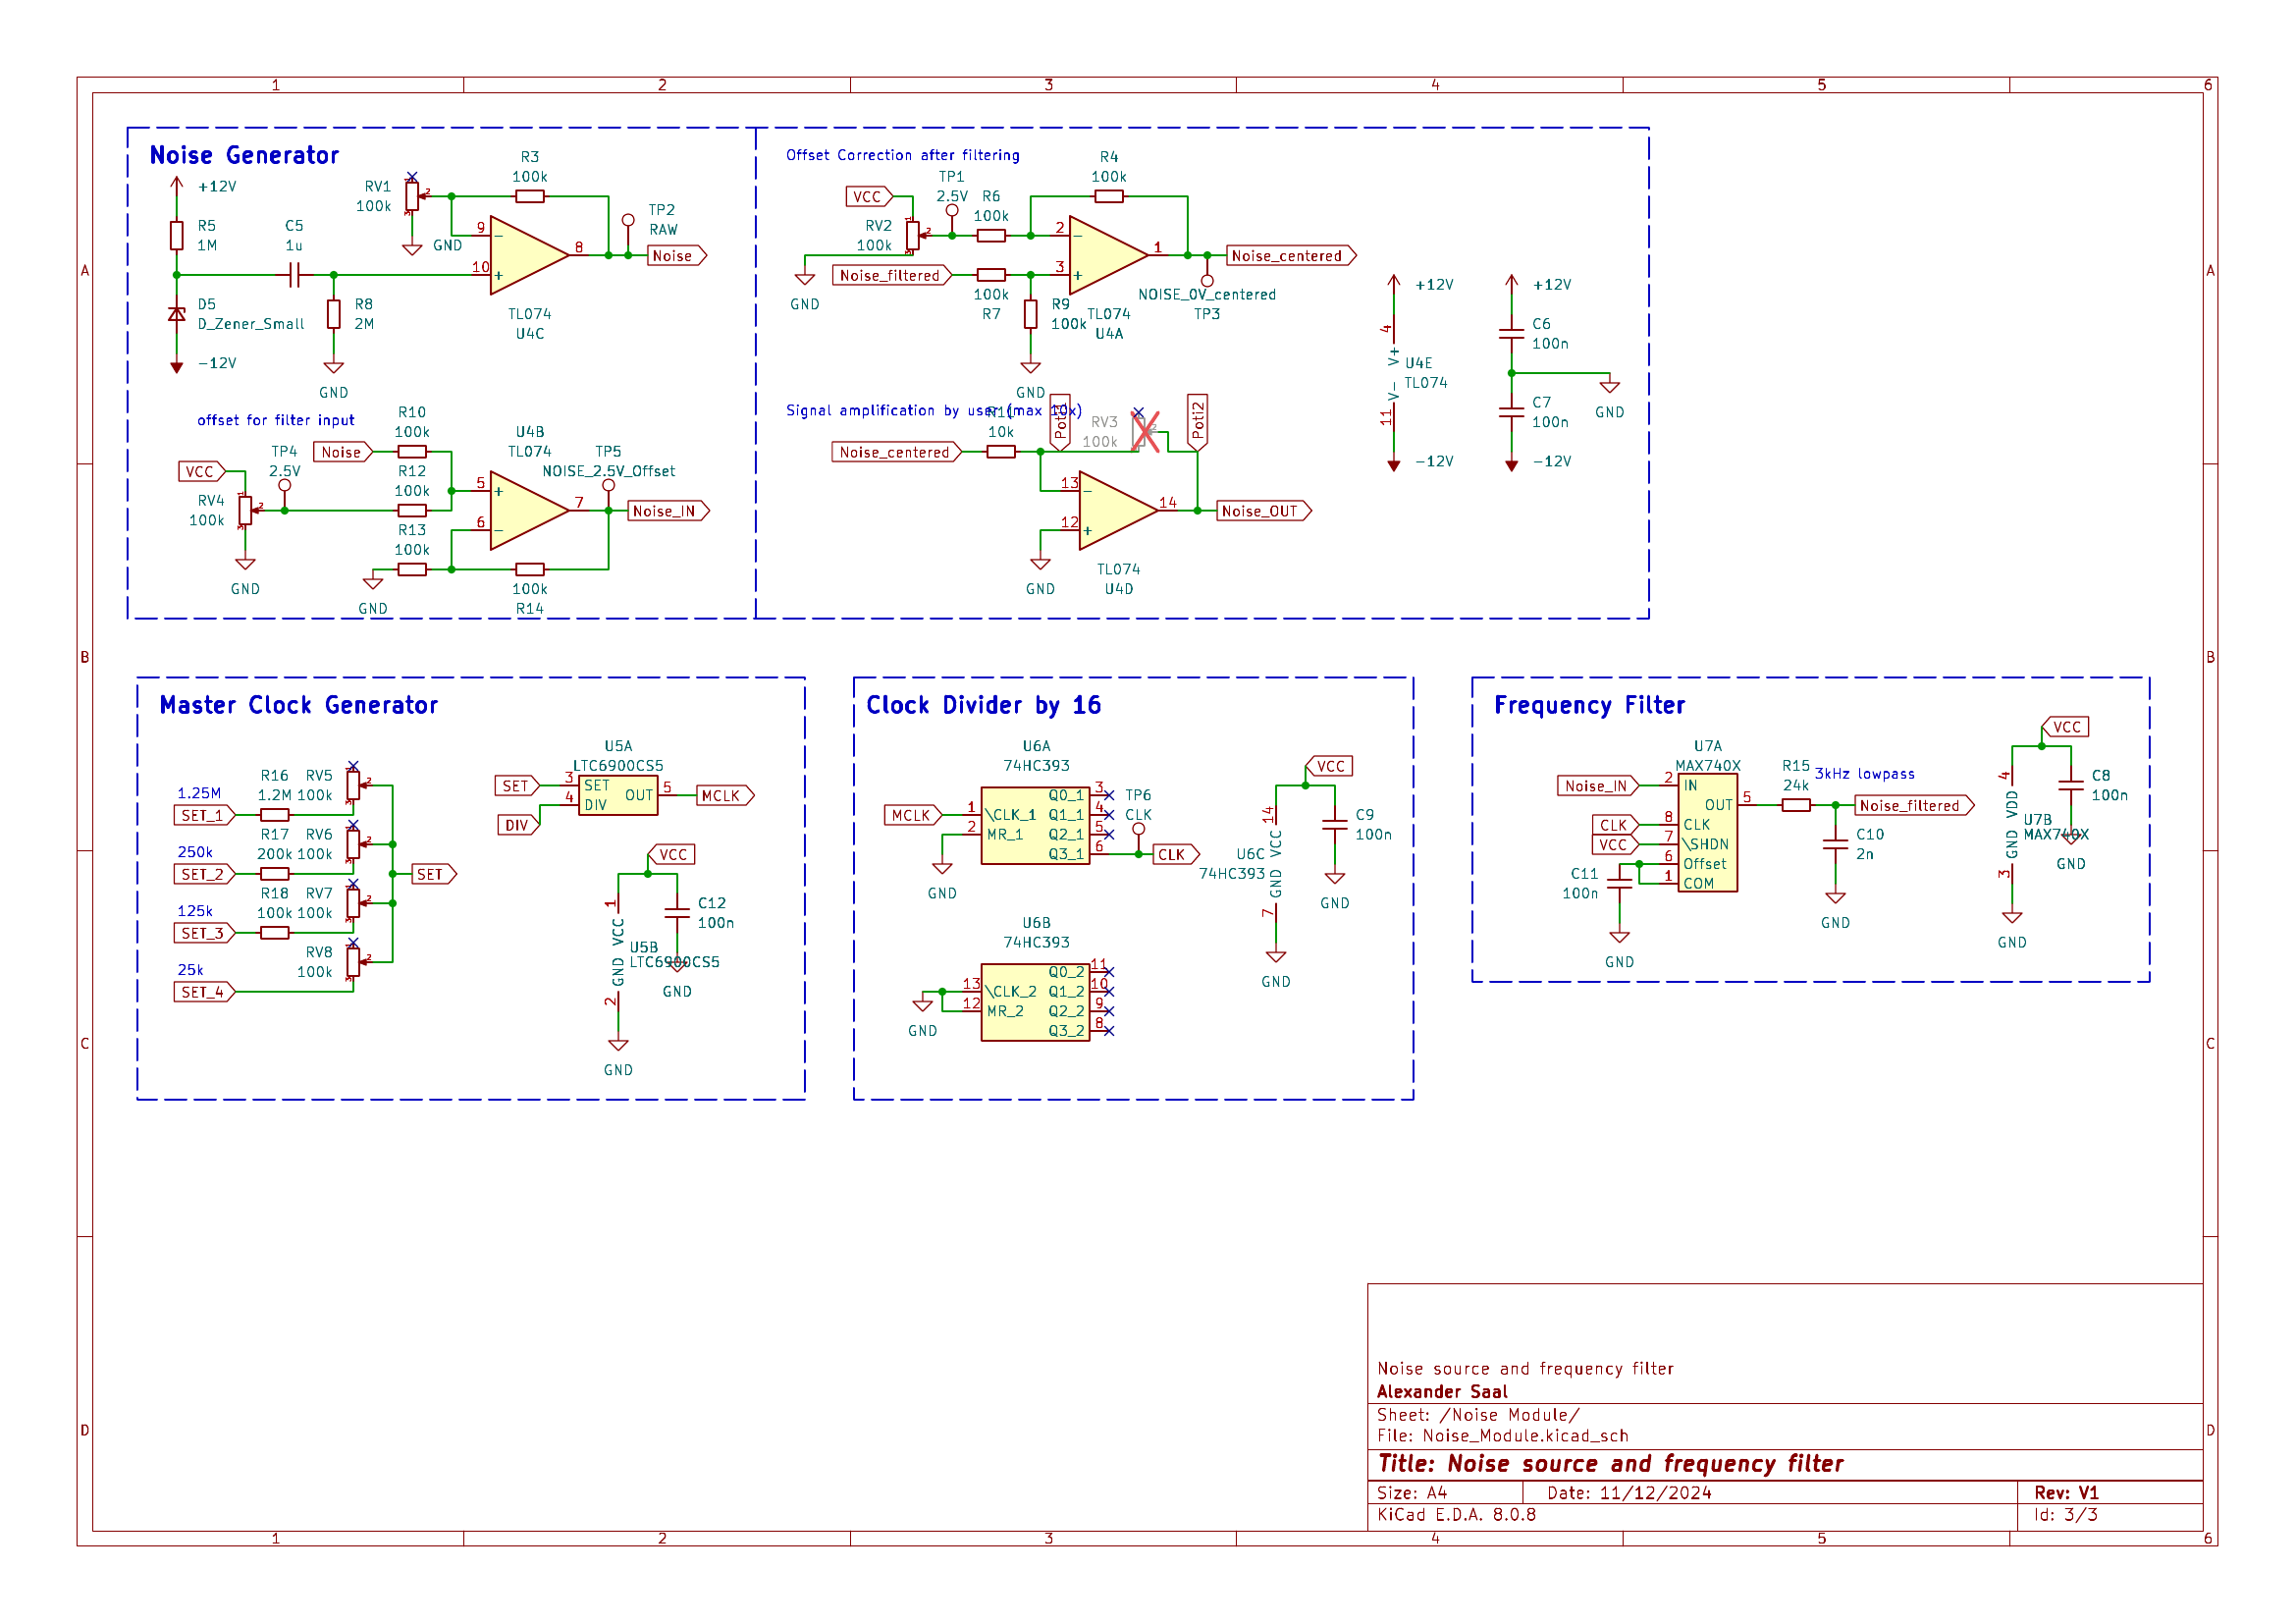 1 2 3 4 5 6
A
B
C
D
Noise Generator
+12V
R5
1M
C5
1u
D5
D_Zener_Small
-12V
R8
2M
GND
RV1
100k
2
3
GND
R3
100k
9
10
8
TL074
U4C
TP2
RAW
Noise
offset for filter input
VCC
RV4
100k
1
2
3
GND
TP4
2.5V
Noise
R10
100k
R12
100k
R13
100k
GND
U4B
TL074
5
6
7
100k
R14
TP5
NOISE_2.5V_Offset
Noise_IN
Offset Correction after filtering
VCC
RV2
100k
1
3
GND
TP1
2.5V
R6
100k
Noise_filtered
100k
R7
R9
100k
GND
R4
100k
2
3
1
TL074
U4A
Noise_centered
NOISE_0V_centered
TP3
Signal amplification by user (max 10x)
Noise_centered
10k
RV3
100k
Poti2
13
12
14
GND
TL074
U4D
Noise_OUT
+12V
4
V+
V-
11
U4E
TL074
-12V
+12V
C6
100n
C7
100n
GND
-12V
Master Clock Generator
1.25M
SET_1
R16
1.2M
RV5
100k
250k
SET_2
R17
200k
RV6
100k
125k
SET_3
R18
100k
RV7
100k
25k
SET_4
RV8
100k
SET
U5A
LTC6900CS5
SET
DIV
3
4
SET
DIV
OUT
5
MCLK
VCC
1
GND VCC
2
U5B
LTC6900CS5
C12
100n
GND
GND
Clock Divider by 16
U6A
74HC393
MCLK
1
2
\CLK_1
MR_1
Q0_1
Q1_1
Q2_1
Q3_1
3
4
5
6
GND
TP6
CLK
CLK
U6B
74HC393
13
12
\CLK_2
MR_2
Q0_2
Q1_2
Q2_2
Q3_2
11
10
9
8
GND
VCC
14
GND VCC
7
U6C
74HC393
GND
C9
100n
GND
Frequency Filter
U7A
MAX740X
Noise_IN
CLK
VCC
2
8
7
6
1
IN
CLK
\SHDN
Offset
COM
OUT
5
C11
100n
GND
R15
24k
3kHz lowpass
Noise_filtered
C10
2n
GND
VCC
4
GND VDD
3
U7B
MAX740X
GND
C8
100n
GND
Noise source and frequency filter
Alexander Saal
Sheet: /Noise Module/
File: Noise_Module.kicad_sch
Title: Noise source and frequency filter
Size: A4
Date: 11/12/2024
Rev: V1
KiCad E.D.A. 8.0.8
Id: 3/3
A
B
C
D
1 2 3 4 5 6